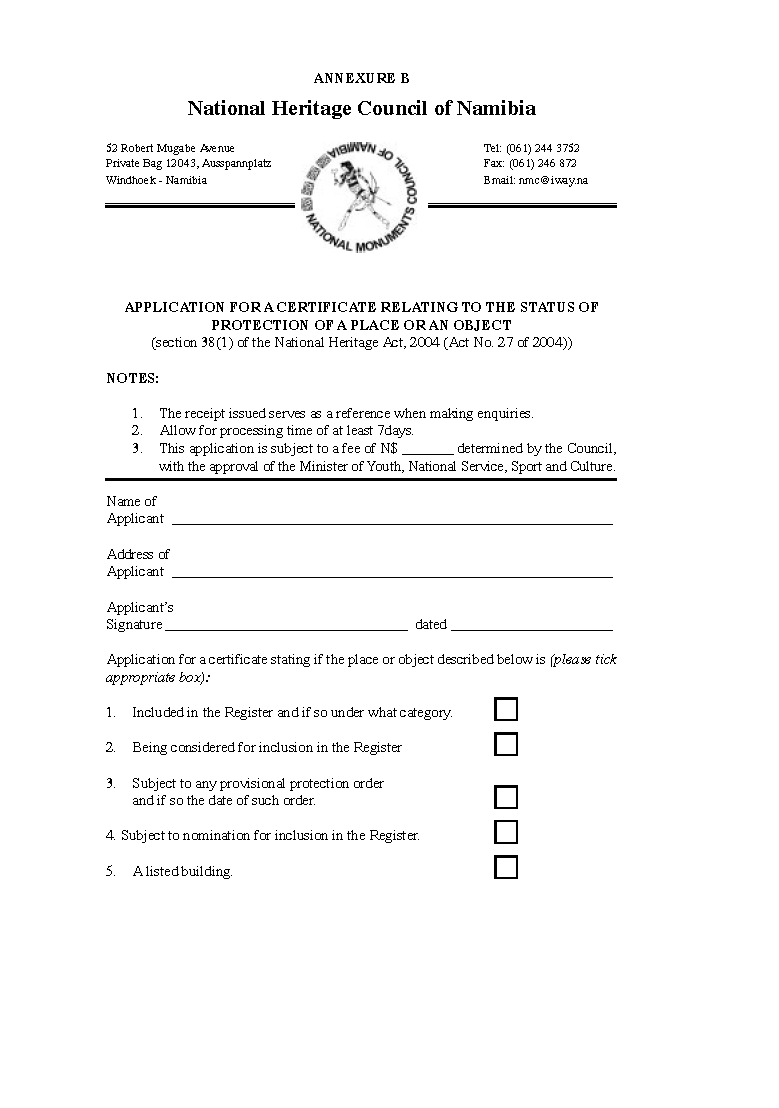 ANNEXURE B
National Heritage Council of Namibia
52 Robert Mugabe Avenue
Private Bag 12043, Ausspannplatz
Windhoek - Namibia
NATIONAL MONUMENTS COUNCIL OF NAMIBIA
Tel: (061) 244 3752
Fax: (061) 246 872
Email: nmc@iway.na
APPLICATION FOR A CERTIFICATE RELATING TO THE STATUS OF
PROTECTION OF A PLACE OR AN OBJECT
(section 38(1) of the National Heritage Act, 2004 (Act No. 27 of 2004))
NOTES:
1. The receipt issued serves as a reference when making enquiries.
2. Allow for processing time of at least 7days.
3. This application is subject to a fee of N$ _______ determined by the Council,
with the approval of the Minister of Youth, National Service, Sport and Culture.
Name of
Applicant
Address of
Applicant
Applicant's
Signature dated
Application for a certificate stating if the place or object described below is (please tick
appropriate box):
1. Included in the Register and if so under what category.
2. Being considered for inclusion in the Register
3. Subject to any provisional protection order
and if so the date of such order.
4. Subject to nomination for inclusion in the Register.
5. A listed building.